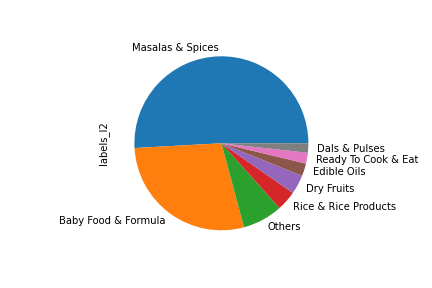 Masalas & Spices
labels_l2
Dals & Pulses
Ready To Cook & Eat
Edible Oils
Dry Fruits
Rice & Rice Products
Baby Food & Formula
Others